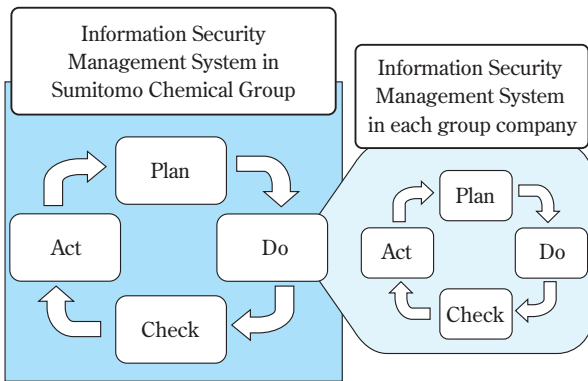 Information Security
Management System in
Sumitomo Chemical Group
Plan
Act
Do
Check
Information Security
Management System
in each group company
Plan
Act
Do
Check